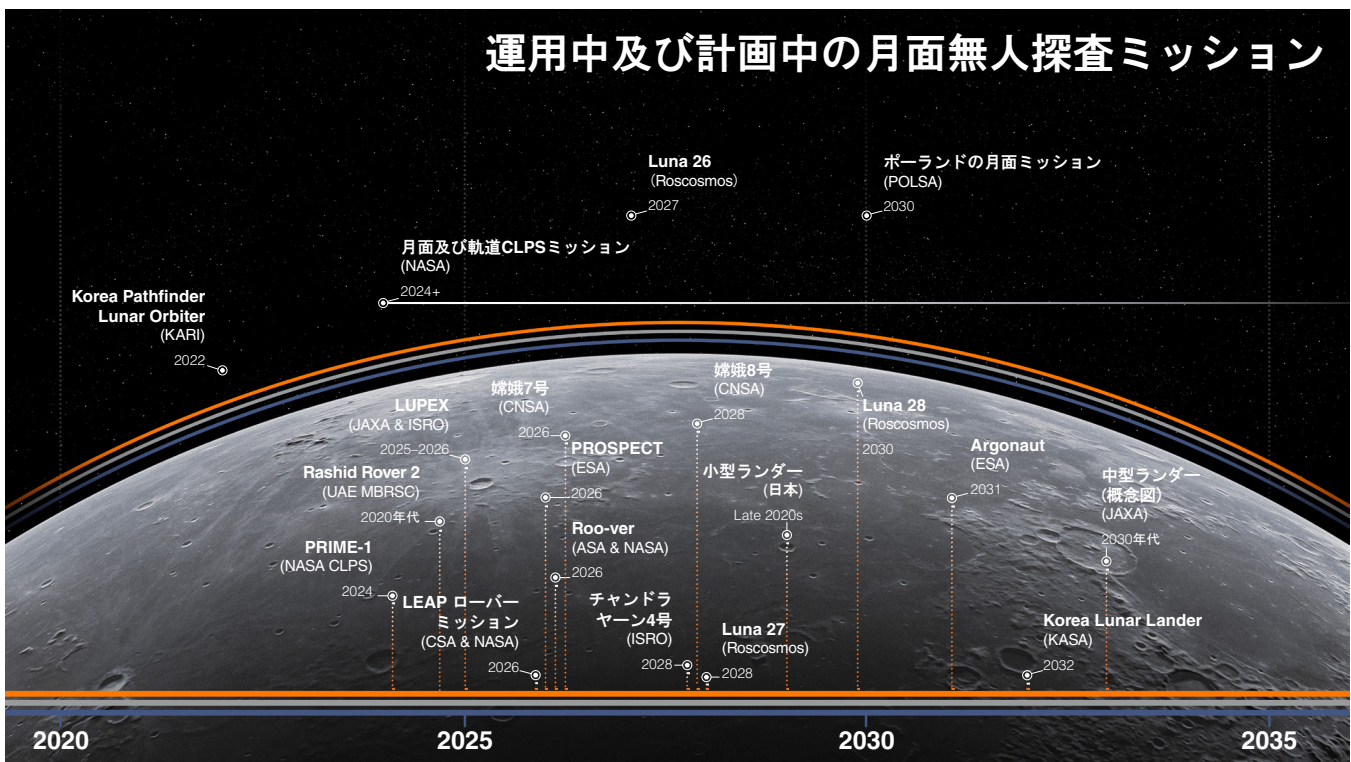 運用中及び計画中の月面無人探査ミッション
Luna 26
（Roscosmos）
2027
ポーランドの月面ミッション
(POLSA)
2030
月面及び軌道CLPSミッション
(NASA)
2024+
Korea Pathfinder
Lunar Orbiter
(KARI)
2022
嫦娥7号
(CNSA)
2026
嫦娥8号
(CNSA)
2028
LUPEX
(JAXA & ISRO)
2025–2026
Luna 28
(Roscosmos)
2030
PROSPECT
(ESA)
2026
Argonaut
(ESA)
2031
Rashid Rover 2
(UAE MBRSC)
2020年代
小型ランダー
(日本)
Late 2020s
中型ランダー
(概念図)
(JAXA)
2030年代
Roo-ver
(ASA & NASA)
2026
PRIME-1
(NASA CLPS)
2024
LEAP ローバー
ミッション
(CSA & NASA)
2026
チャンドラ
ヤーン4号
(ISRO)
2028
Luna 27
(Roscosmos)
2028
Korea Lunar Lander
(KASA)
2032
2020
2025
2030
2035